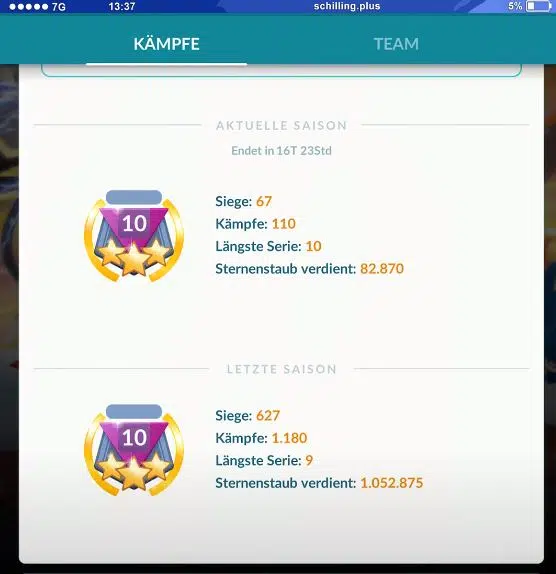 7G 13:37 schilling.plus 5%
KÄMPFE TEAM
AKTUELLE SAISON
Endet in 16T 23Std
10
Siege: 67
Kämpfe: 110
Längste Serie: 10
Sternenstaub verdient: 82.870
LETZTE SAISON
10
Siege: 627
Kämpfe: 1.180
Längste Serie: 9
Sternenstaub verdient: 1.052.875